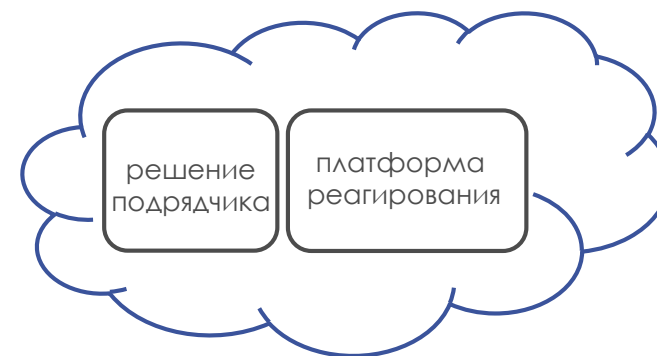 решение
подрядчика
платформа
реагирования